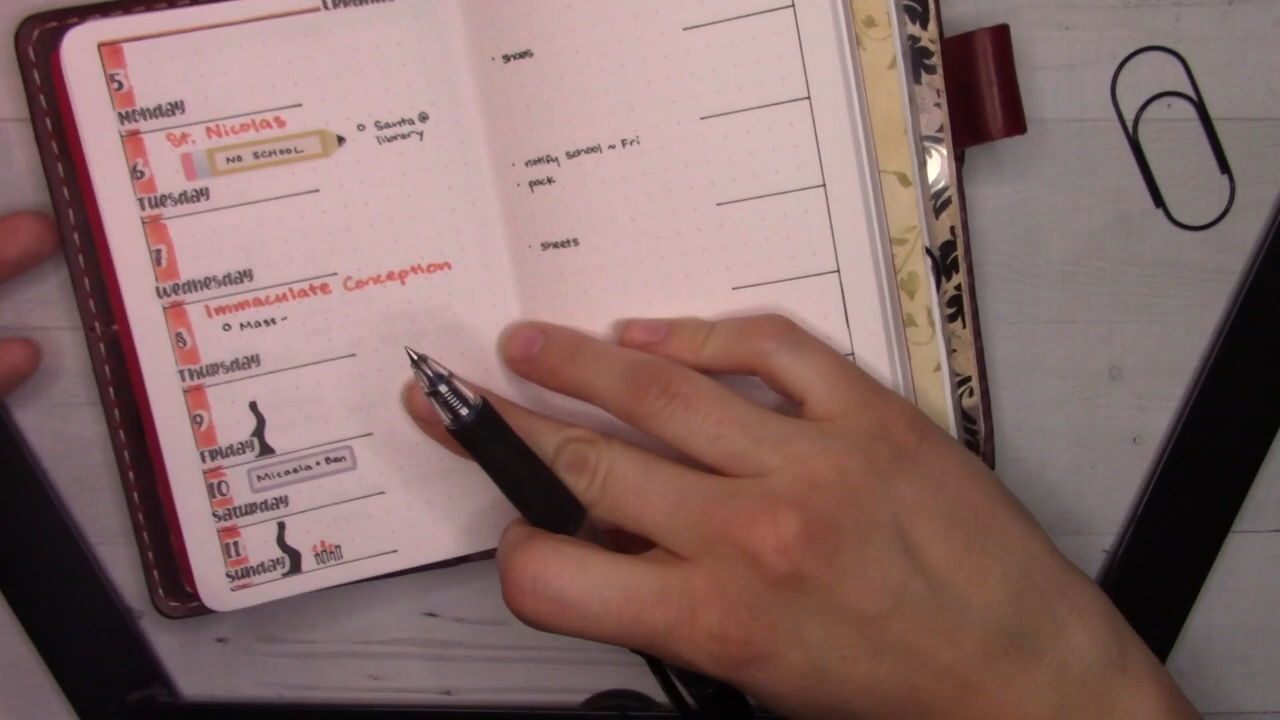 5
Monday
St. Nicolas
6
NO SCHOOL
o Santa @
library
Tuesday
7
Wednesday
Immaculate Conception
8
o Mass-
Thursday
9
Friday
10
Micaela + Ben
Saturday
11
Sunday
• shoes
• notify school ~ Fri
• pack
• sheets